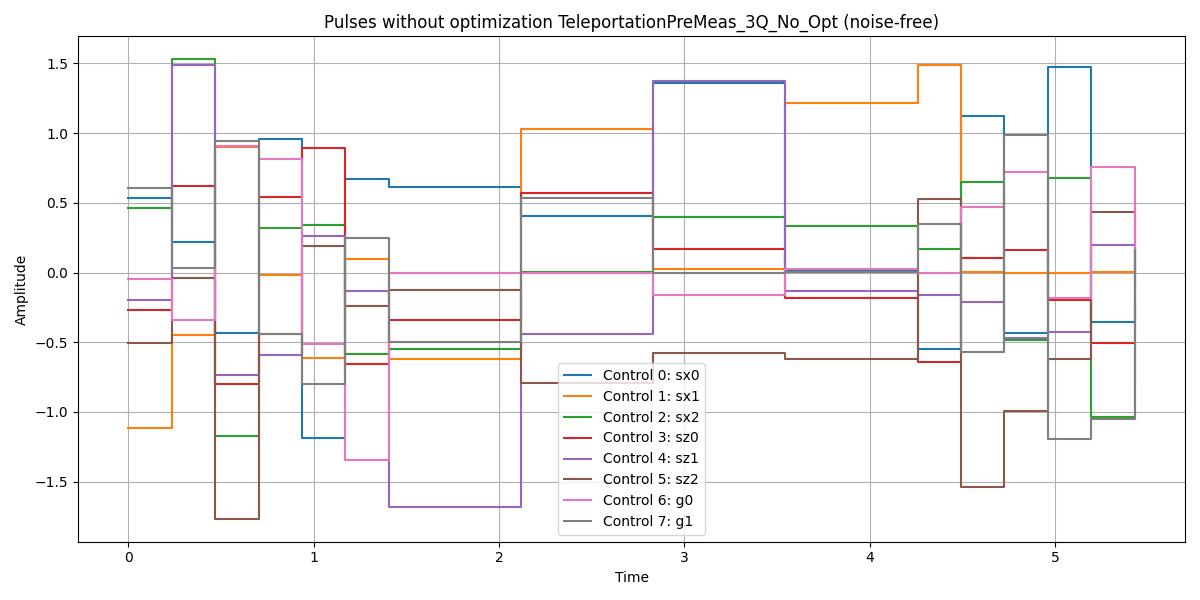 Pulses without optimization TeleportationPreMeas_3Q_No_Opt (noise-free)
1.5
1.0
0.5
0.0
−0.5
−1.0
−1.5
Amplitude
Control 0: sx0
Control 1: sx1
Control 2: sx2
Control 3: sz0
Control 4: sz1
Control 5: sz2
Control 6: g0
Control 7: g1
0 1 2 3 4 5
Time